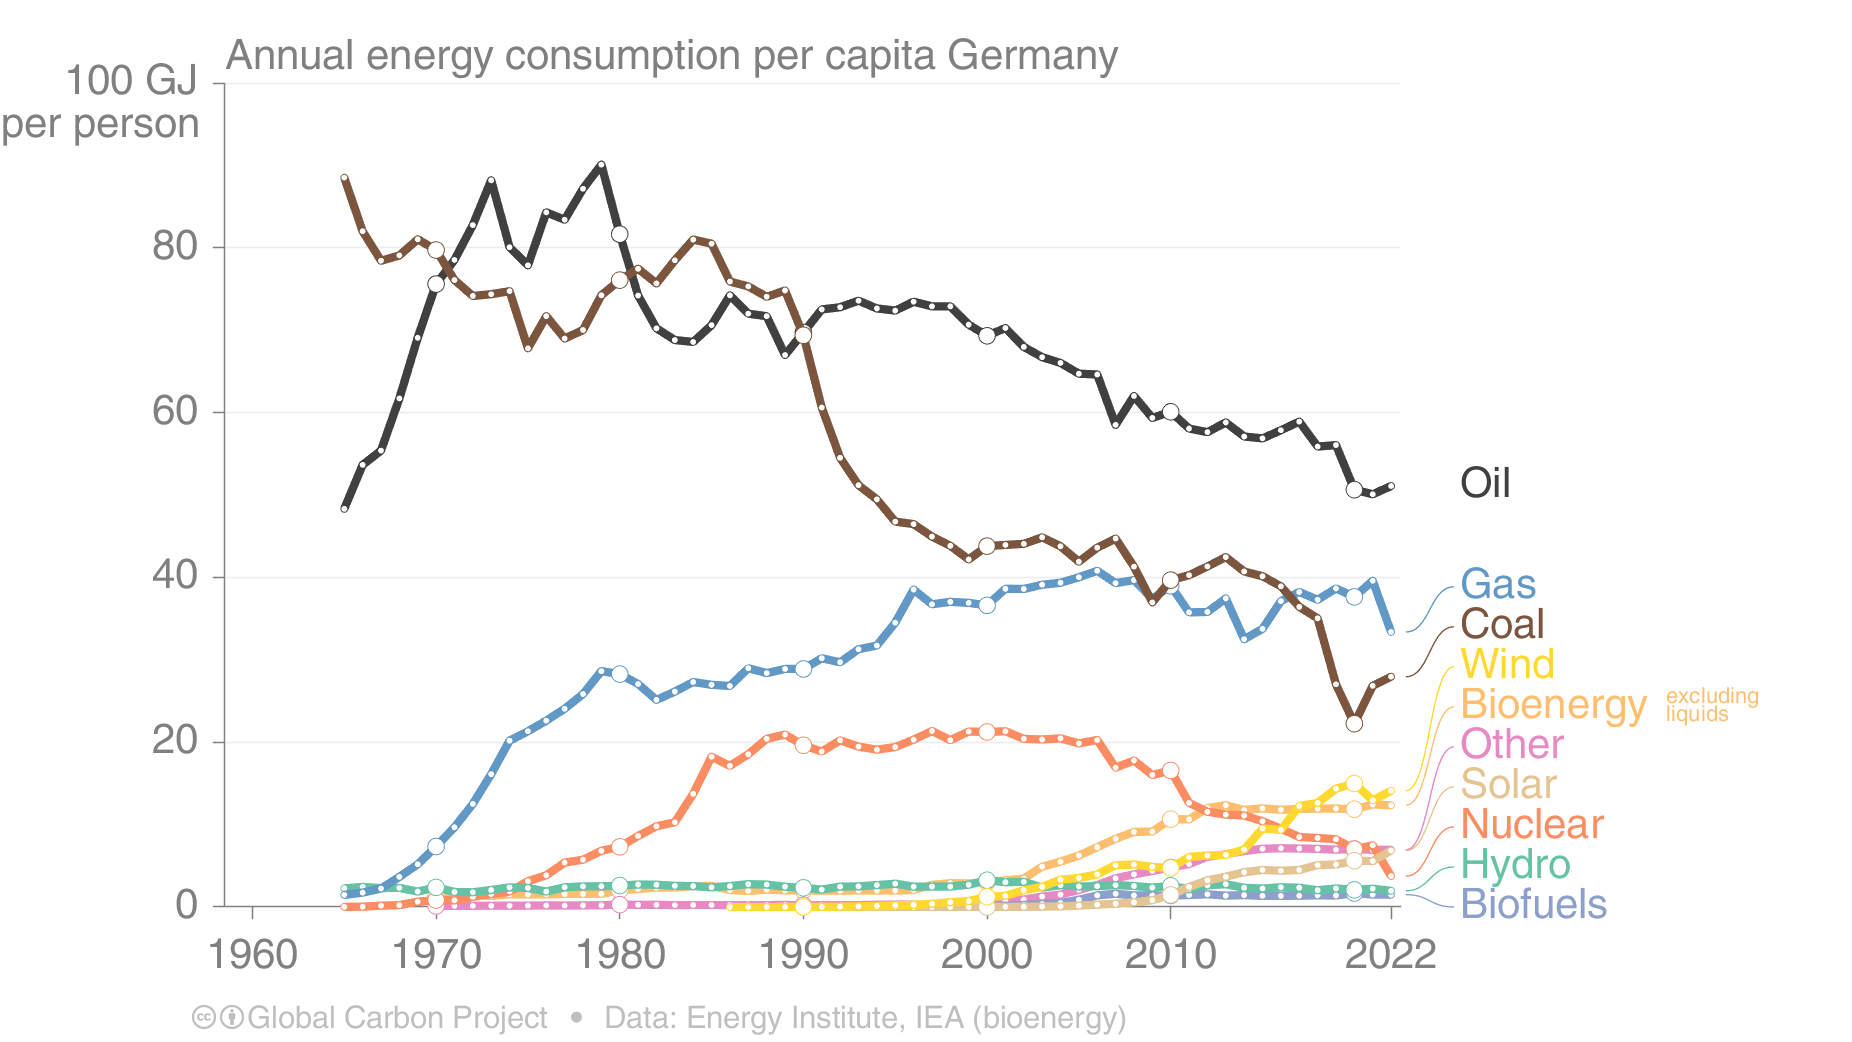 Annual energy consumption per capita Germany
100 GJ
per person
80
60
40
20
0
1960 1970 1980 1990 2000 2010 2022
Oil
Gas
Coal
Wind
Bioenergy excluding
liquids
Other
Solar
Nuclear
Hydro
Biofuels
cc Global Carbon Project • Data: Energy Institute, IEA (bioenergy)